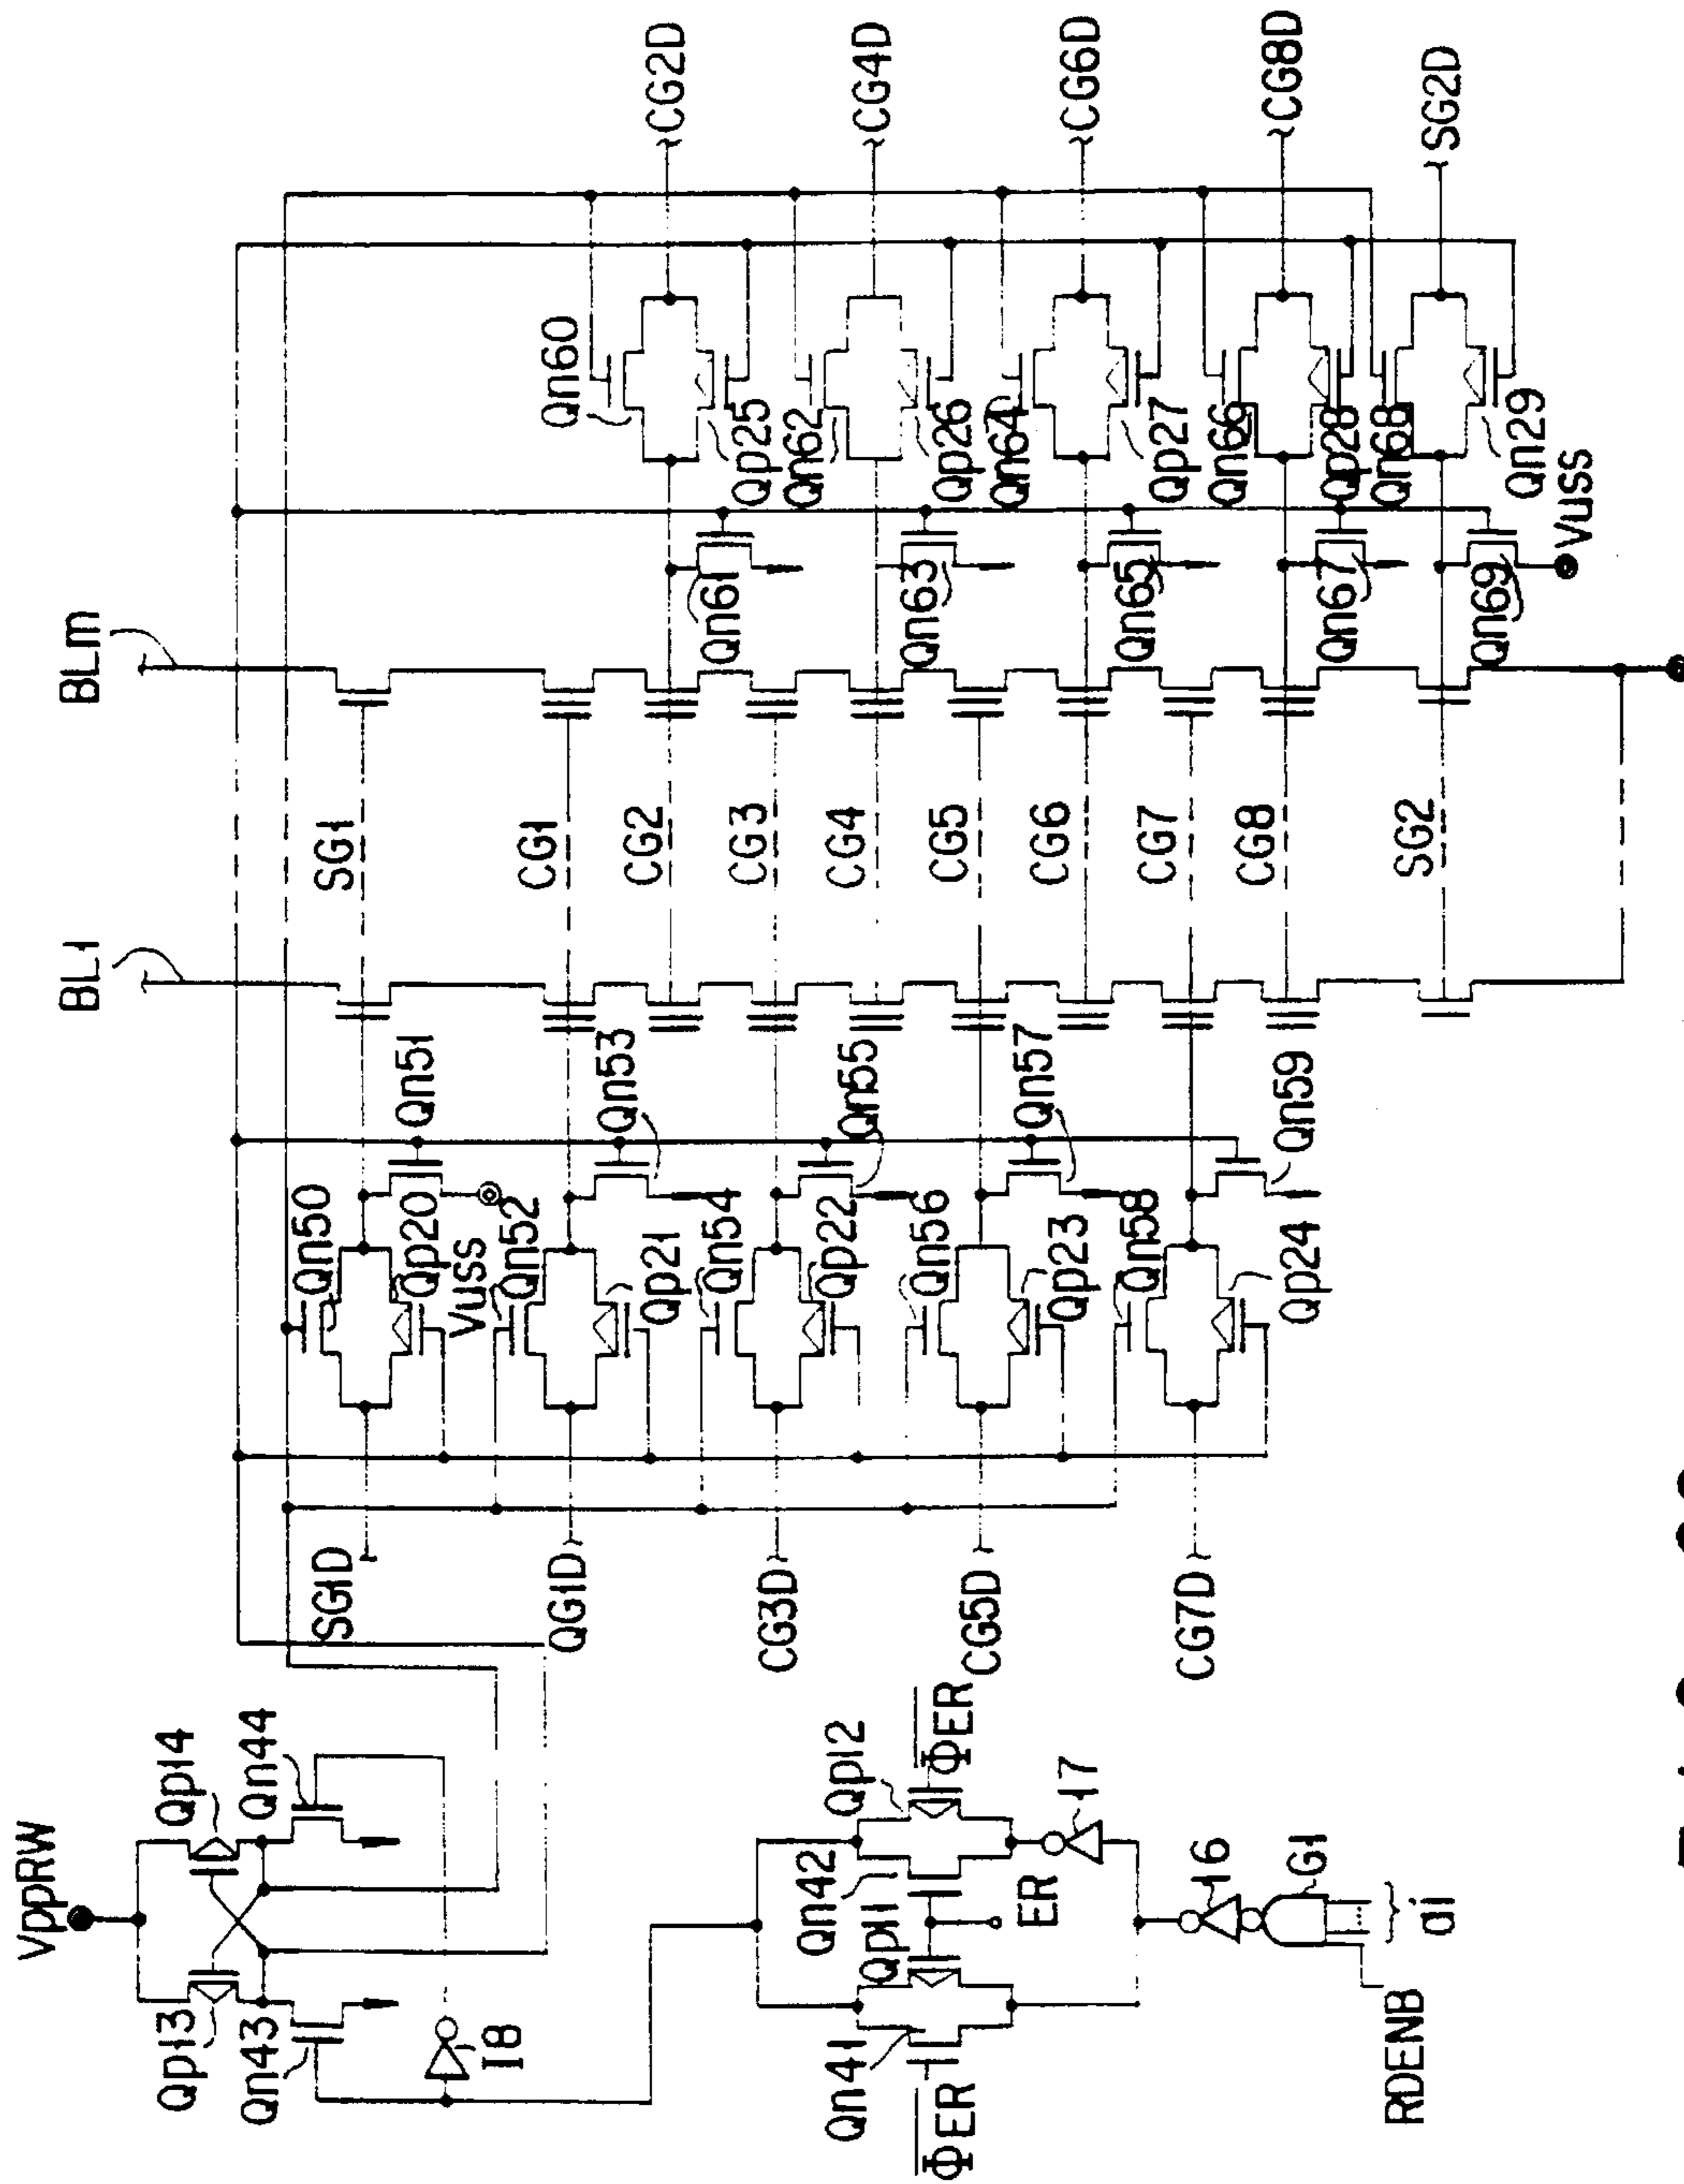 VppRW
Qp13
Qp14
Qn43
Qn44
I8
Qn41
Qn42
Qp11
Qp12
ΦER
ΦER
ER
I7
I6
G1
ai
RDENB
SG1D
QG1D
CG3D
CG5D
CG7D
Qn50
Qn51
Qp20
Vuss
Qn52
Qn53
Qp21
Qn54
Qn55
Qp22
Qn56
Qn57
Qp23
Qn58
Qn59
Qp24
BL1
BLm
SG1
CG1
CG2
CG3
CG4
CG5
CG6
CG7
CG8
SG2
Qn60
Qn61
Qp25
Qn62
Qn63
Qp26
Qn64
Qn65
Qp27
Qn66
Qn67
Qp28
Qn68
Qn69
Qn29
Vuss
CG2D
CG4D
CG6D
CG8D
SG2D